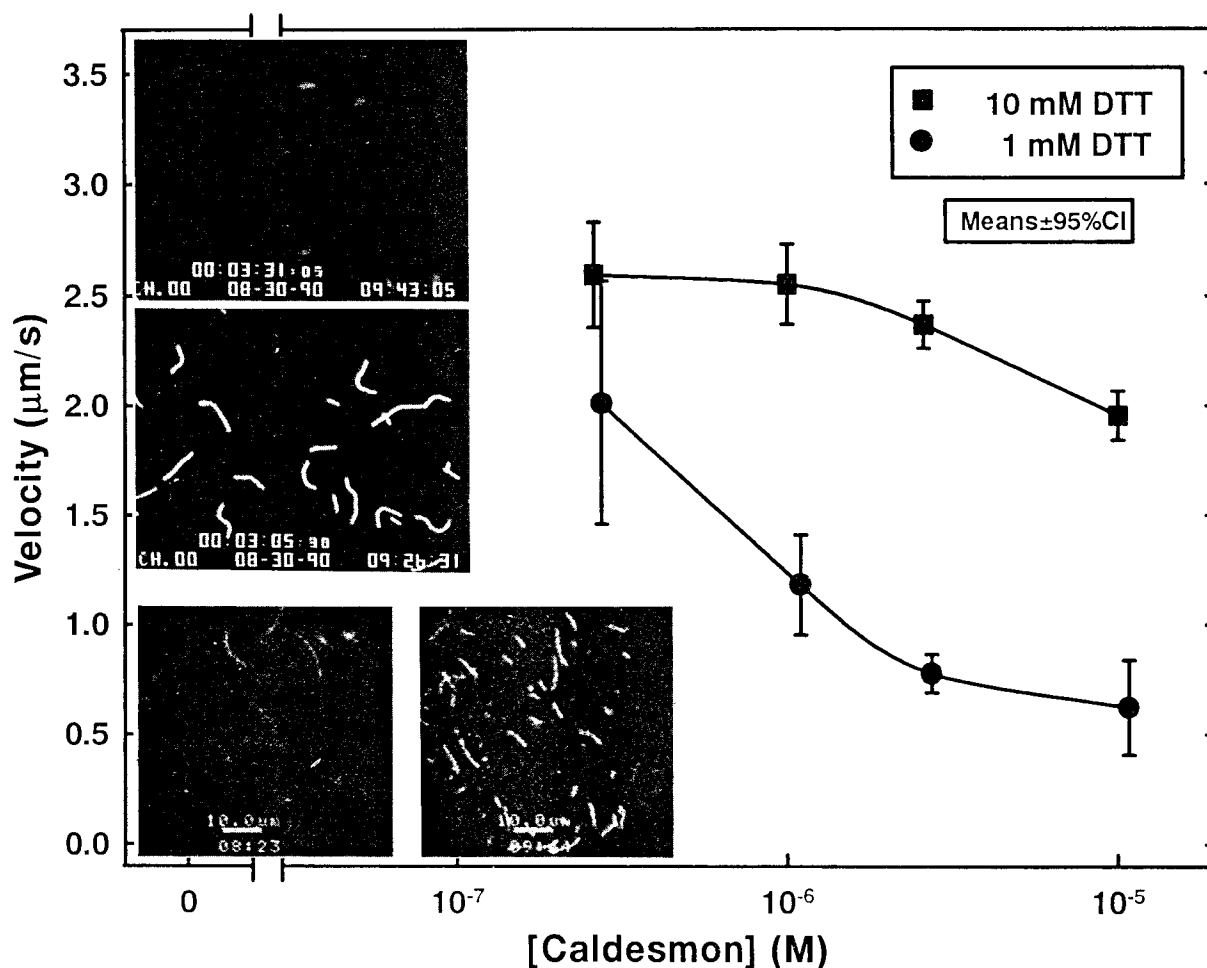 3.5
3.0
2.5
2.0
1.5
1.0
0.5
0.0
Velocity (μm/s)
00:03:31:05
CH.00 08-30-90 09:43:05
00:03:05:90
CH.00 08-30-90 09:26:31
10.0um
08:23
10.0um
10 mM DTT
1 mM DTT
Means±95%CI
0
10⁻⁷
10⁻⁶
10⁻⁵
[Caldesmon] (M)